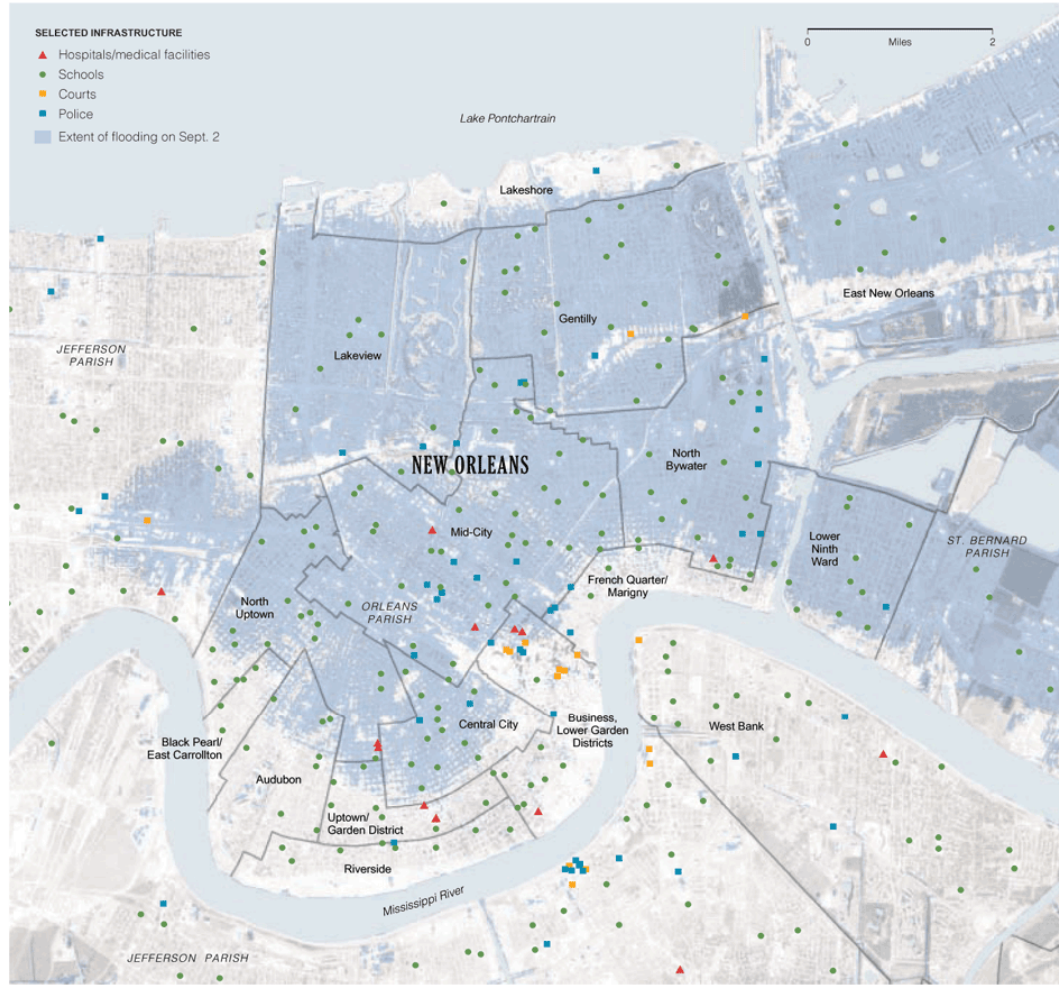 SELECTED INFRASTRUCTURE
Hospitals/medical facilities
Schools
Courts
Police
Extent of flooding on Sept. 2
0
2
Miles
Lake Pontchartrain
Lakeshore
East New Orleans
Gentilly
JEFFERSON
PARISH
Lakeview
NEW ORLEANS
North
Bywater
Mid-City
Lower
Ninth
Ward
ST. BERNARD
PARISH
French Quarter/
Marigny
North
Uptown
ORLEANS
PARISH
Central City
Business,
Lower Garden
Districts
West Bank
Black Pearl/
East Carrollton
Audubon
Uptown/
Garden District
Riverside
Mississippi River
JEFFERSON PARISH